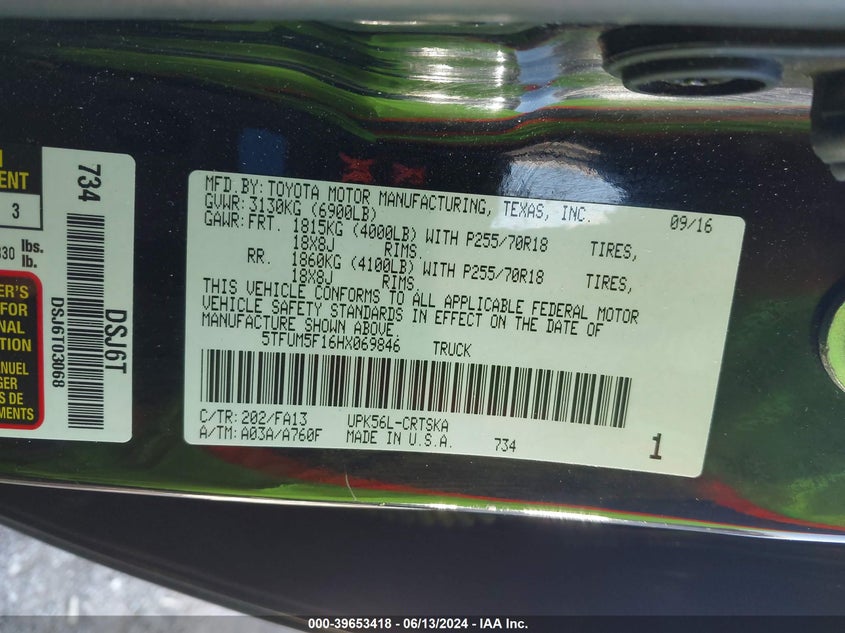 MFD.BY: TOYOTA MOTOR MANUFACTURING, TEXAS, INC. 09/16
GVWR: 3130KG (6900LB)
GAWR: FRT. 1815KG (4000LB) WITH P255/70R18 TIRES,
18X8J RIMS.
RR. 1860KG (4100LB) WITH P255/70R18 TIRES,
18X8J RIMS.
THIS VEHICLE CONFORMS TO ALL APPLICABLE FEDERAL MOTOR
VEHICLE SAFETY STANDARDS IN EFFECT ON THE DATE OF
MANUFACTURE SHOWN ABOVE
5TFUM5F16HX069846 TRUCK
C/TR: 202/FA13 UPK56L-CRTSKA
A/TM: A03A/A760F MADE IN U.S.A. 734 1
734
DSJ6T
DSJ6T03068
3
lbs.
lb.
FOR
MANUEL
DE
000-39653418 - 06/13/2024 - IAA Inc.